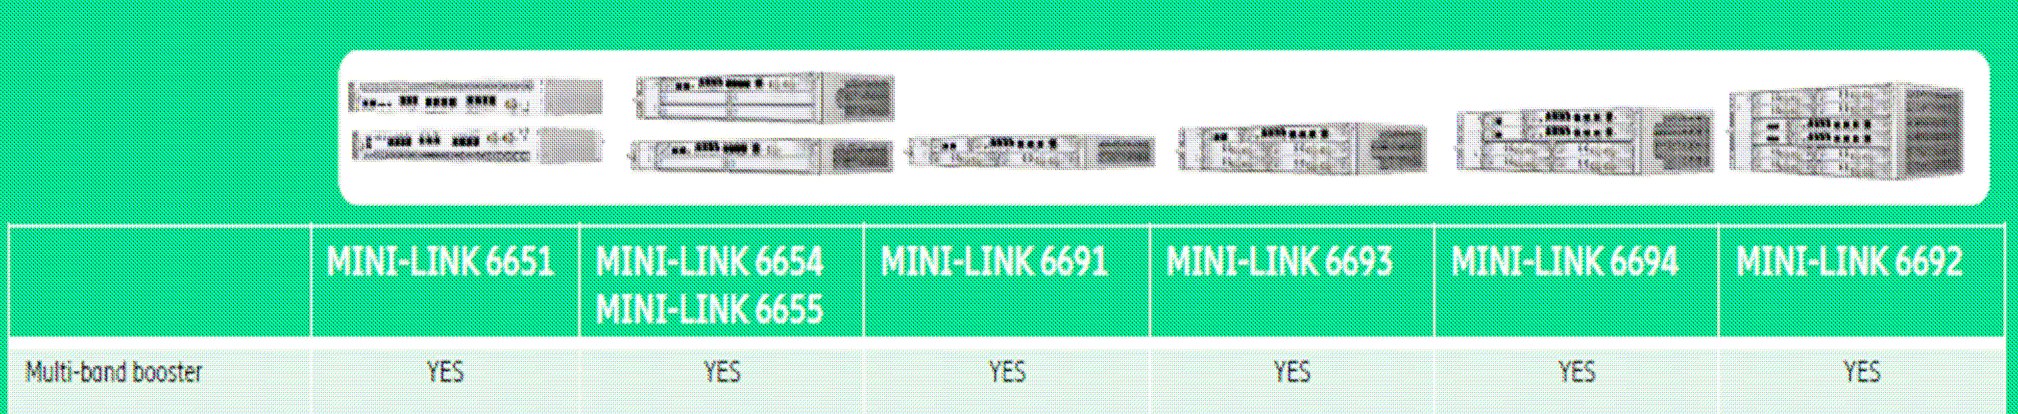 MINI-LINK 6651 MINI-LINK 6654 MINI-LINK 6691 MINI-LINK 6693 MINI-LINK 6694 MINI-LINK 6692
MINI-LINK 6655
Multi-band booster YES YES YES YES YES YES